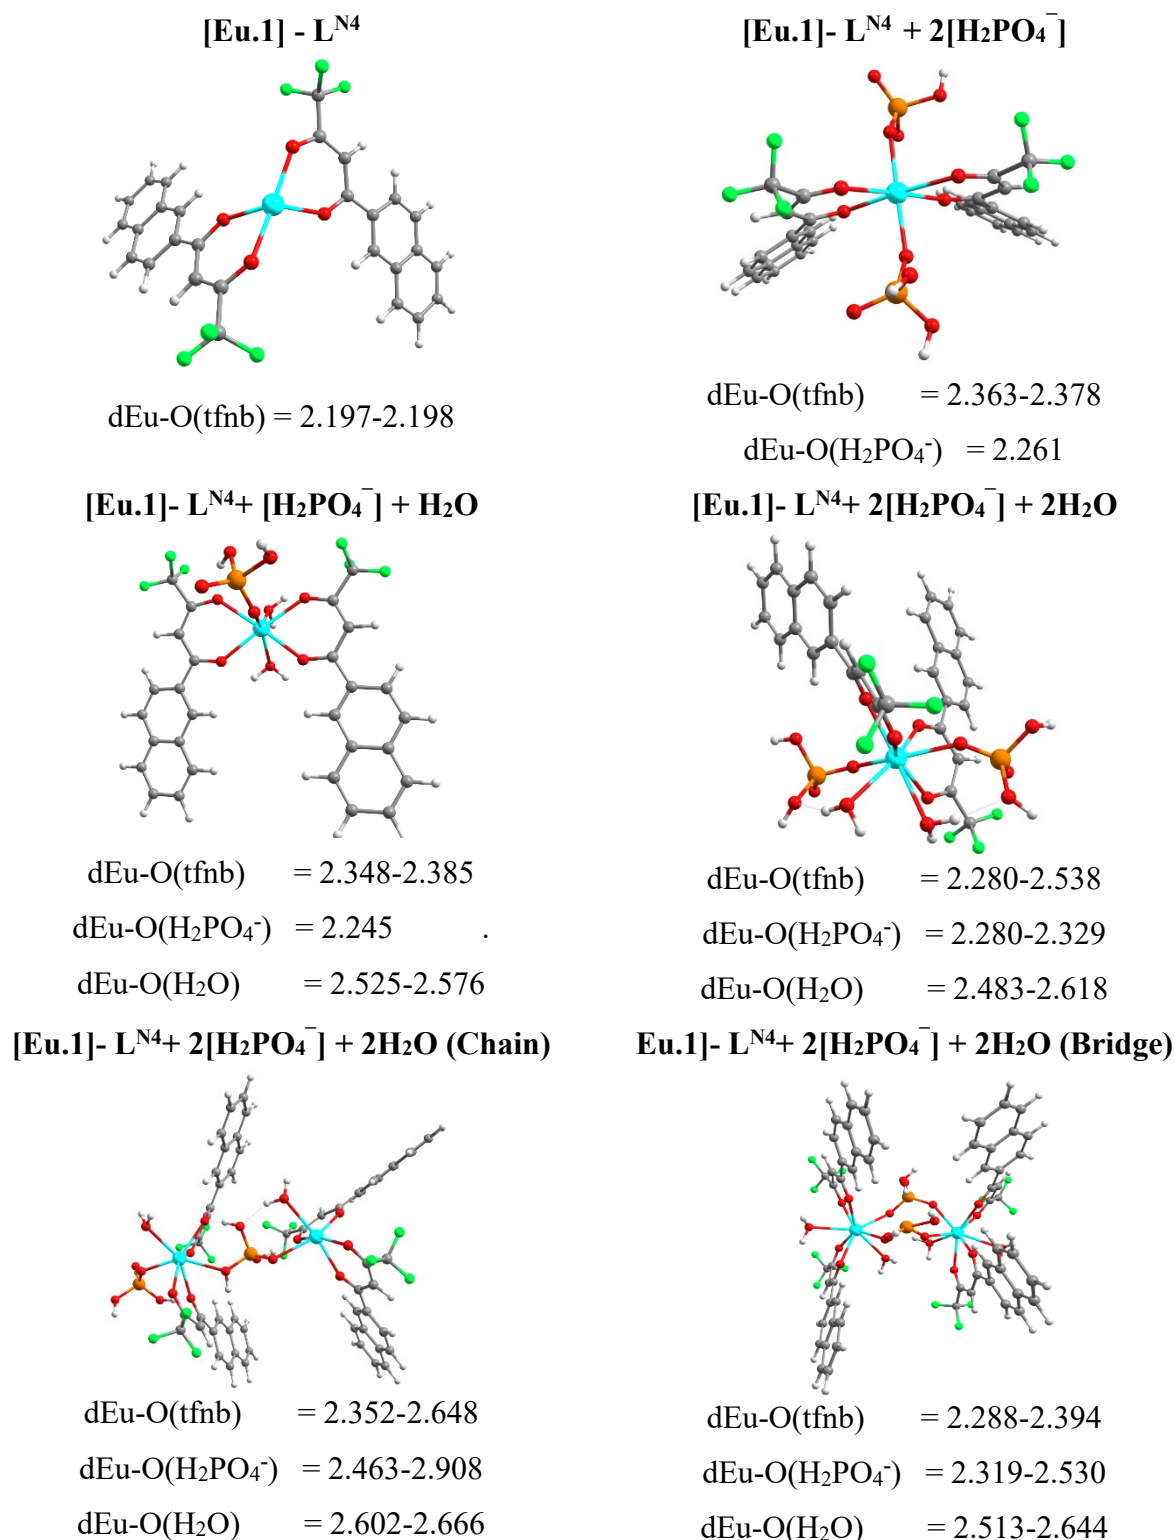 [Eu.1] - L^N4
[Eu.1]- L^N4 + 2[H₂PO₄⁻]
dEu-O(tfnb) = 2.197-2.198
dEu-O(tfnb) = 2.363-2.378
dEu-O(H₂PO₄⁻) = 2.261
[Eu.1]- L^N4+ [H₂PO₄⁻] + H₂O
[Eu.1]- L^N4+ 2[H₂PO₄⁻] + 2H₂O
dEu-O(tfnb) = 2.348-2.385
dEu-O(H₂PO₄⁻) = 2.245 .
dEu-O(H₂O) = 2.525-2.576
dEu-O(tfnb) = 2.280-2.538
dEu-O(H₂PO₄⁻) = 2.280-2.329
dEu-O(H₂O) = 2.483-2.618
[Eu.1]- L^N4+ 2[H₂PO₄⁻] + 2H₂O (Chain)
Eu.1]- L^N4+ 2[H₂PO₄⁻] + 2H₂O (Bridge)
dEu-O(tfnb) = 2.352-2.648
dEu-O(H₂PO₄⁻) = 2.463-2.908
dEu-O(H₂O) = 2.602-2.666
dEu-O(tfnb) = 2.288-2.394
dEu-O(H₂PO₄⁻) = 2.319-2.530
dEu-O(H₂O) = 2.513-2.644